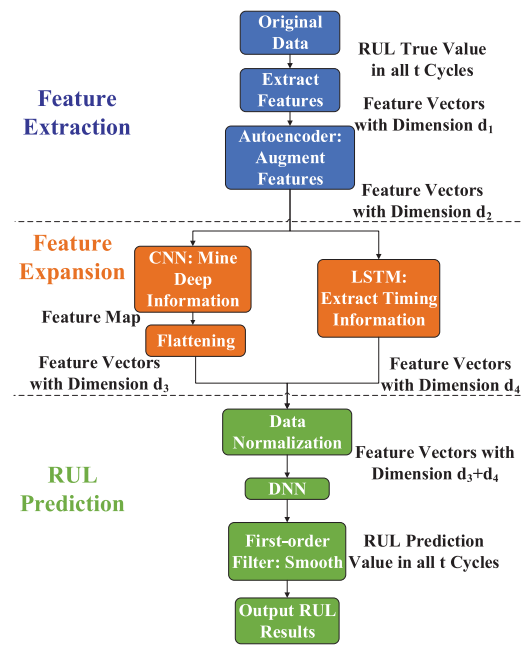 Original
Data
RUL True Value
in all t Cycles
Extract
Features
Feature
Extraction
Feature Vectors
with Dimension d₁
Autoencoder:
Augment
Features
Feature Vectors
with Dimension d₂
Feature
Expansion
CNN: Mine
Deep
Information
LSTM:
Extract Timing
Information
Feature Map
Flattening
Feature Vectors
with Dimension d₃
Feature Vectors
with Dimension d₄
Data
Normalization
Feature Vectors with
Dimension d₃+d₄
RUL
Prediction
DNN
First-order
Filter: Smooth
RUL Prediction
Value in all t Cycles
Output RUL
Results